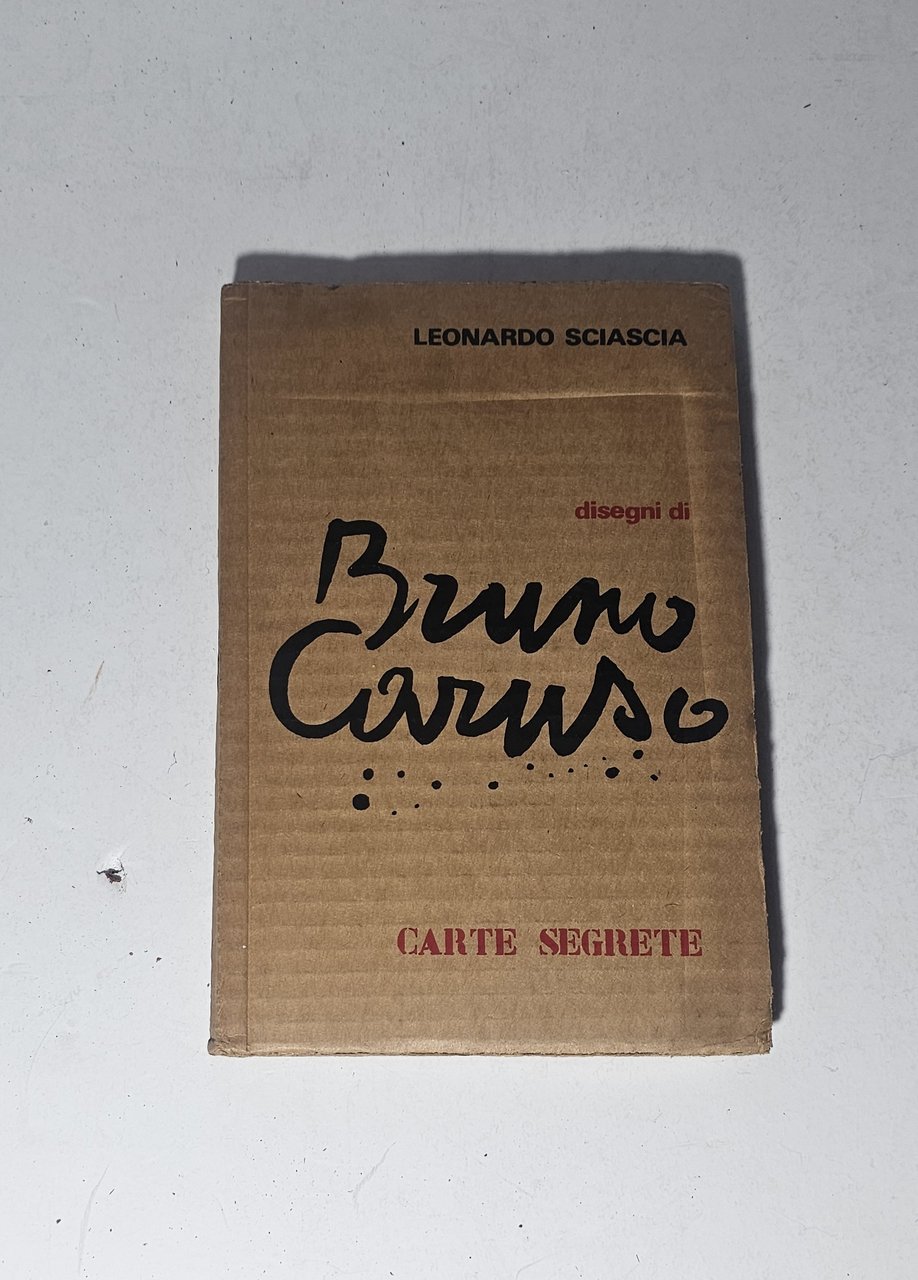 LEONARDO SCIASCIA
disegni di
Bruno
Caruso
CARTE SEGRETE